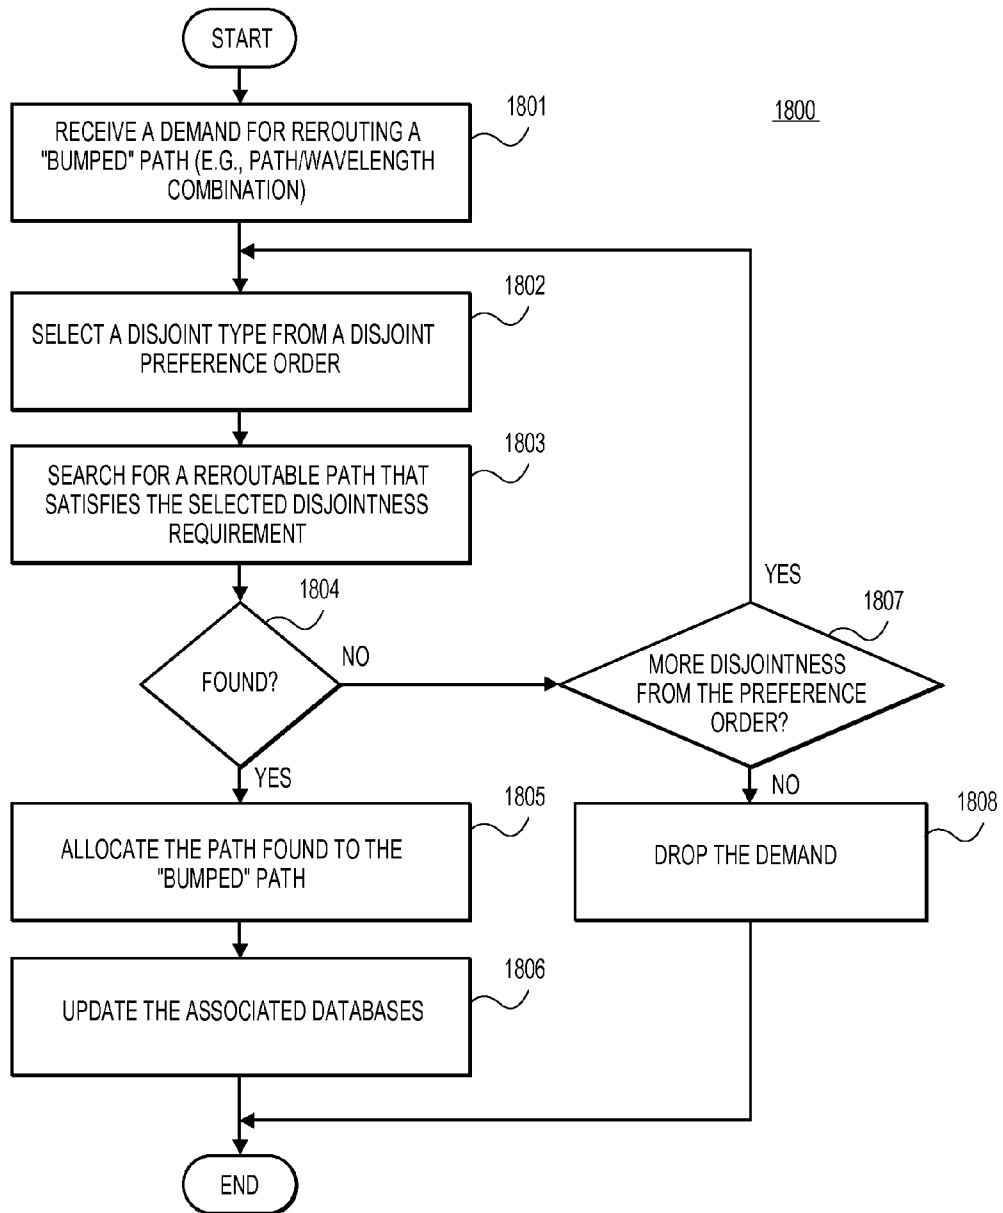 START
1800
1801
RECEIVE A DEMAND FOR REROUTING A
"BUMPED" PATH (E.G., PATH/WAVELENGTH
COMBINATION)
1802
SELECT A DISJOINT TYPE FROM A DISJOINT
PREFERENCE ORDER
1803
SEARCH FOR A REROUTABLE PATH THAT
SATISFIES THE SELECTED DISJOINTNESS
REQUIREMENT
1804
FOUND?
NO
YES
1807
MORE DISJOINTNESS
FROM THE PREFERENCE
ORDER?
YES
NO
1805
ALLOCATE THE PATH FOUND TO THE
"BUMPED" PATH
1808
DROP THE DEMAND
1806
UPDATE THE ASSOCIATED DATABASES
END